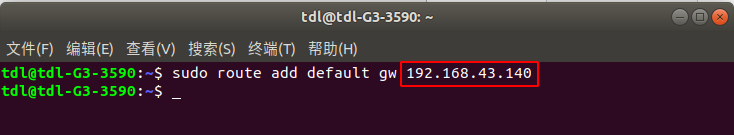 tdl@tdl-G3-3590: ~
文件(F) 编辑(E) 查看(V) 搜索(S) 终端(T) 帮助(H)
tdl@tdl-G3-3590:~$ sudo route add default gw 192.168.43.140
tdl@tdl-G3-3590:~$ _